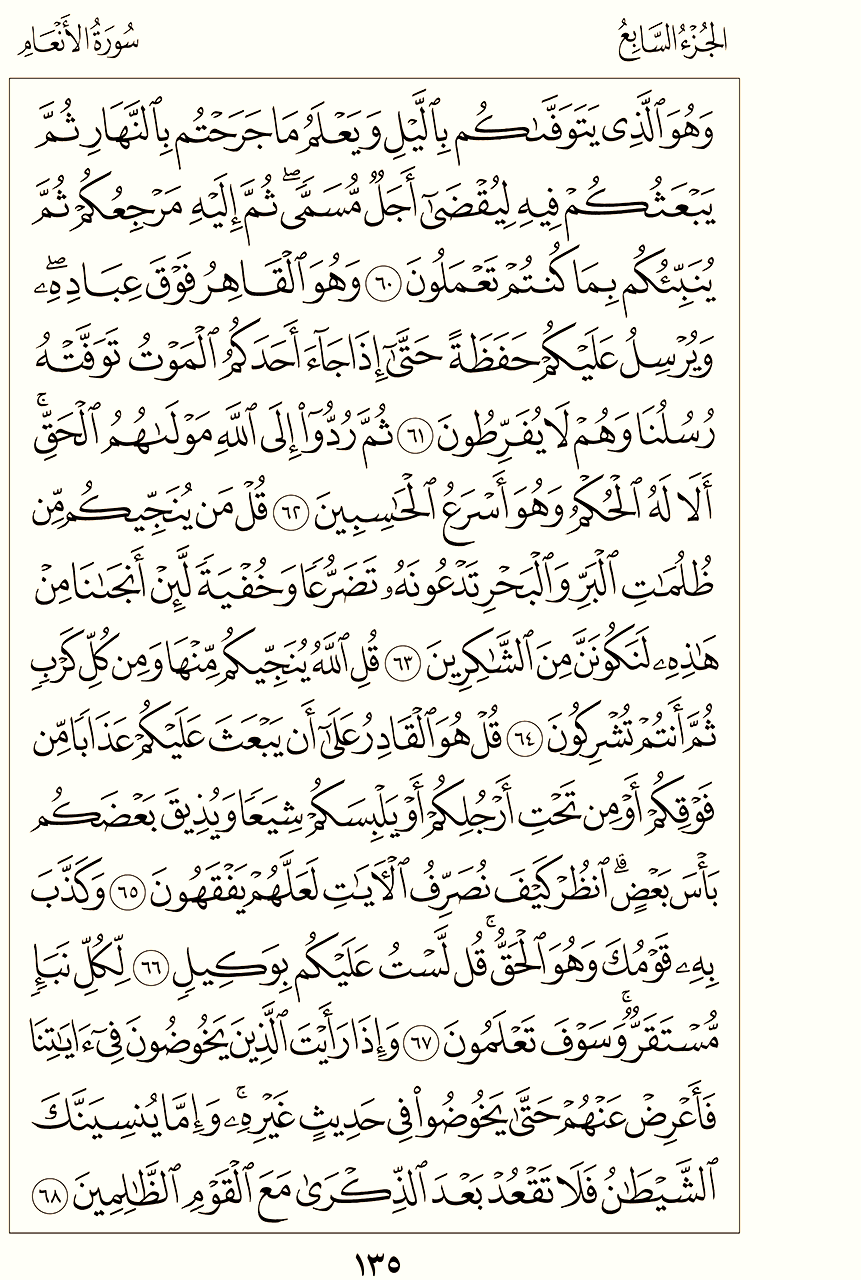 الجُزْءُ السَّابِعُ
سُورَةُ الأَنْعَامِ
وَهُوَ ٱلَّذِى يَتَوَفَّىٰكُم بِٱلَّيْلِ وَيَعْلَمُ مَا جَرَحْتُم بِٱلنَّهَارِ ثُمَّ
يَبْعَثُكُمْ فِيهِ لِيُقْضَىٰٓ أَجَلٌ مُّسَمًّى ۖ ثُمَّ إِلَيْهِ مَرْجِعُكُمْ ثُمَّ
يُنَبِّئُكُم بِمَا كُنتُمْ تَعْمَلُونَ ٦٠ وَهُوَ ٱلْقَاهِرُ فَوْقَ عِبَادِهِۦ ۖ
وَيُرْسِلُ عَلَيْكُمْ حَفَظَةً حَتَّىٰٓ إِذَا جَآءَ أَحَدَكُمُ ٱلْمَوْتُ تَوَفَّتْهُ
رُسُلُنَا وَهُمْ لَا يُفَرِّطُونَ ٦١ ثُمَّ رُدُّوٓا۟ إِلَى ٱللَّهِ مَوْلَىٰهُمُ ٱلْحَقِّ ۚ
أَلَا لَهُ ٱلْحُكْمُ وَهُوَ أَسْرَعُ ٱلْحَـٰسِبِينَ ٦٢ قُلْ مَن يُنَجِّيكُم مِّن
ظُلُمَـٰتِ ٱلْبَرِّ وَٱلْبَحْرِ تَدْعُونَهُۥ تَضَرُّعًا وَخُفْيَةً لَّئِنْ أَنجَىٰنَا مِنْ
هَـٰذِهِۦ لَنَكُونَنَّ مِنَ ٱلشَّـٰكِرِينَ ٦٣ قُلِ ٱللَّهُ يُنَجِّيكُم مِّنْهَا وَمِن كُلِّ كَرْبٍ
ثُمَّ أَنتُمْ تُشْرِكُونَ ٦٤ قُلْ هُوَ ٱلْقَادِرُ عَلَىٰٓ أَن يَبْعَثَ عَلَيْكُمْ عَذَابًا مِّن
فَوْقِكُمْ أَوْ مِن تَحْتِ أَرْجُلِكُمْ أَوْ يَلْبِسَكُمْ شِيَعًا وَيُذِيقَ بَعْضَكُم
بَأْسَ بَعْضٍ ۗ ٱنظُرْ كَيْفَ نُصَرِّفُ ٱلْـَٔايَـٰتِ لَعَلَّهُمْ يَفْقَهُونَ ٦٥ وَكَذَّبَ
بِهِۦ قَوْمُكَ وَهُوَ ٱلْحَقُّ ۚ قُل لَّسْتُ عَلَيْكُم بِوَكِيلٍ ٦٦ لِّكُلِّ نَبَإٍ
مُّسْتَقَرٌّ ۚ وَسَوْفَ تَعْلَمُونَ ٦٧ وَإِذَا رَأَيْتَ ٱلَّذِينَ يَخُوضُونَ فِىٓ ءَايَـٰتِنَا
فَأَعْرِضْ عَنْهُمْ حَتَّىٰ يَخُوضُوا۟ فِى حَدِيثٍ غَيْرِهِۦ ۚ وَإِمَّا يُنسِيَنَّكَ
ٱلشَّيْطَـٰنُ فَلَا تَقْعُدْ بَعْدَ ٱلذِّكْرَىٰ مَعَ ٱلْقَوْمِ ٱلظَّـٰلِمِينَ ٦٨
١٣٥